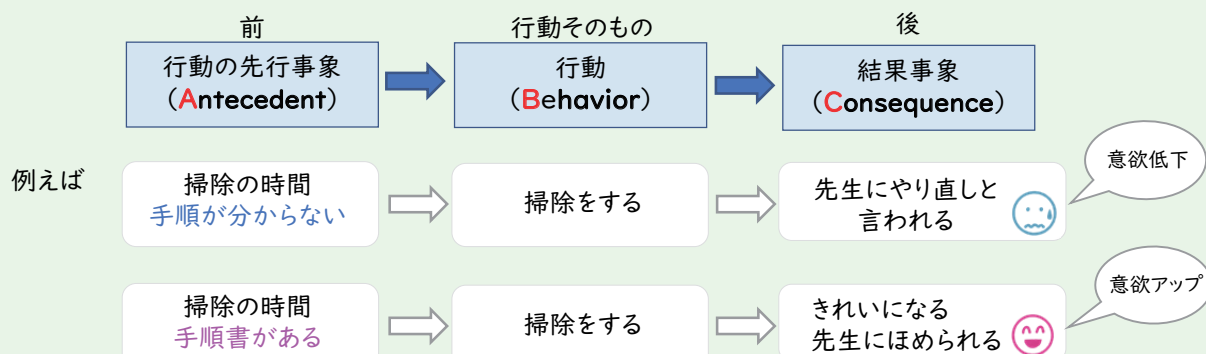 前
行動そのもの
後
行動の先行事象
(Antecedent)
行動
(Behavior)
結果事象
(Consequence)
例えば
掃除の時間
手順が分からない
掃除をする
先生にやり直しと
言われる
意欲低下
掃除の時間
手順書がある
掃除をする
きれいになる
先生にほめられる
意欲アップ